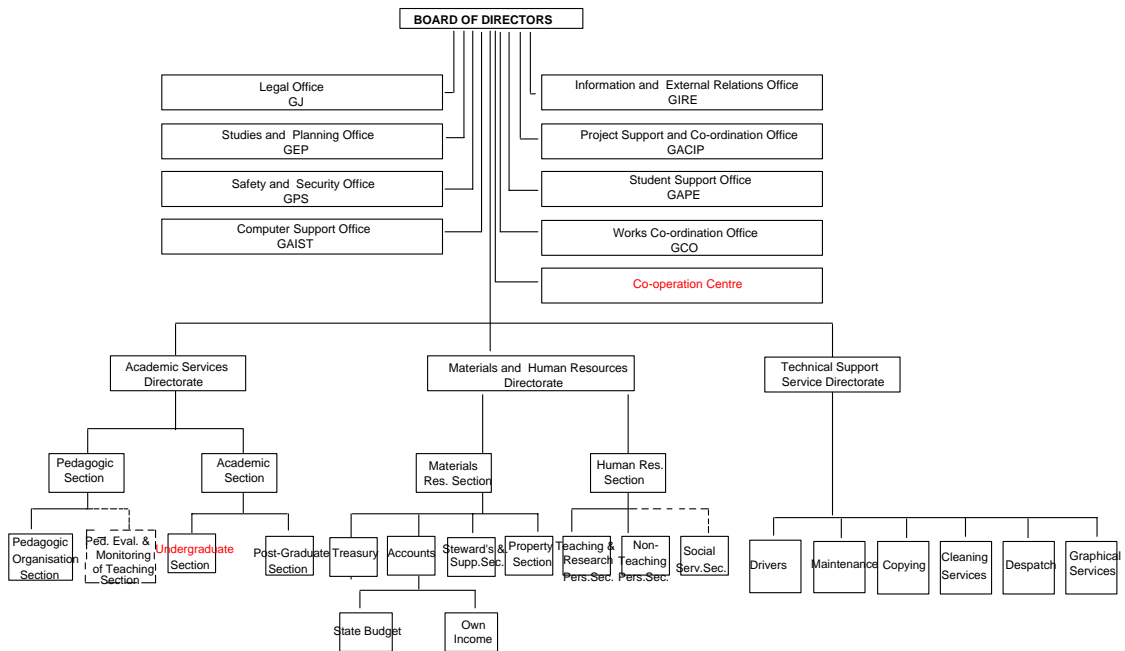 BOARD OF DIRECTORS
Legal Office
GJ
Information and External Relations Office
GIRE
Studies and Planning Office
GEP
Project Support and Co-ordination Office
GACIP
Safety and Security Office
GPS
Student Support Office
GAPE
Computer Support Office
GAIST
Works Co-ordination Office
GCO
Co-operation Centre
Academic Services
Directorate
Materials and Human Resources
Directorate
Technical Support
Service Directorate
Pedagogic
Section
Academic
Section
Materials
Res. Section
Human Res.
Section
Pedagogic
Organisation
Section
Ped. Eval. &
Monitoring
of Teaching
Section
Undergraduate
Section
Post-Graduate
Section
Treasury
Accounts
Steward's &.
Supp.Sec.
Property
Section
Teaching &
Research
Pers.Sec.
Non-
Teaching
Pers.Sec.
Social
Serv.Sec.
Drivers
Maintenance
Copying
Cleaning
Services
Despatch
Graphical
Services
State Budget
Own
Income